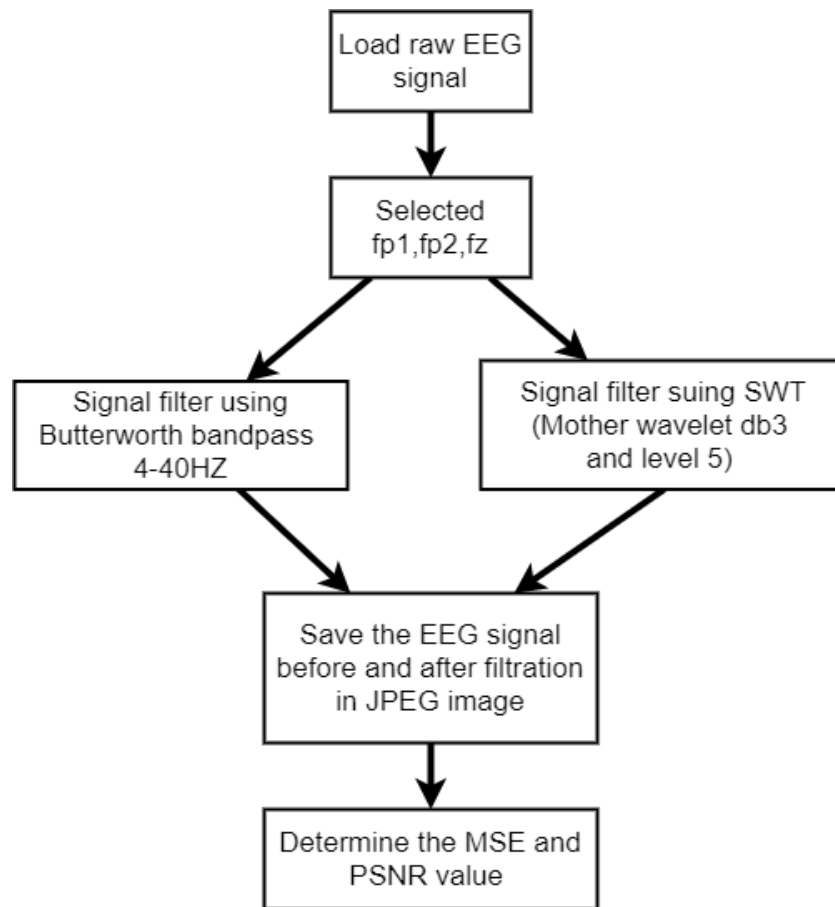 Load raw EEG
signal
Selected
fp1,fp2,fz
Signal filter using
Butterworth bandpass
4-40HZ
Signal filter suing SWT
(Mother wavelet db3
and level 5)
Save the EEG signal
before and after filtration
in JPEG image
Determine the MSE and
PSNR value